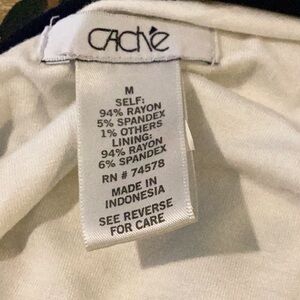 CAChé
M
SELF:
94% RAYON
5% SPANDEX
1% OTHERS
LINING:
94% RAYON
6% SPANDEX
RN # 74578
MADE IN
INDONESIA
SEE REVERSE
FOR CARE